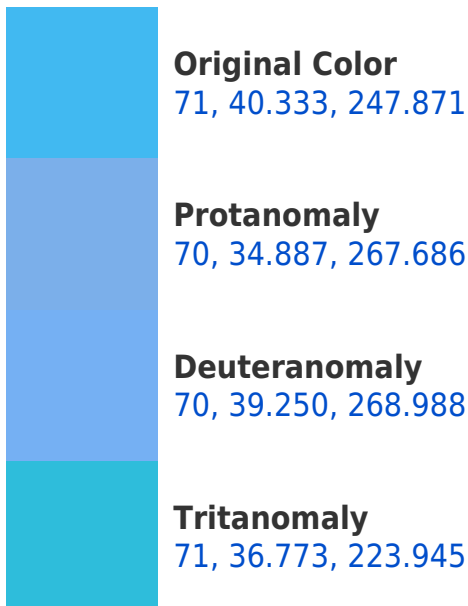 Original Color
71, 40.333, 247.871
Protanomaly
70, 34.887, 267.686
Deuteranomaly
70, 39.250, 268.988
Tritanomaly
71, 36.773, 223.945